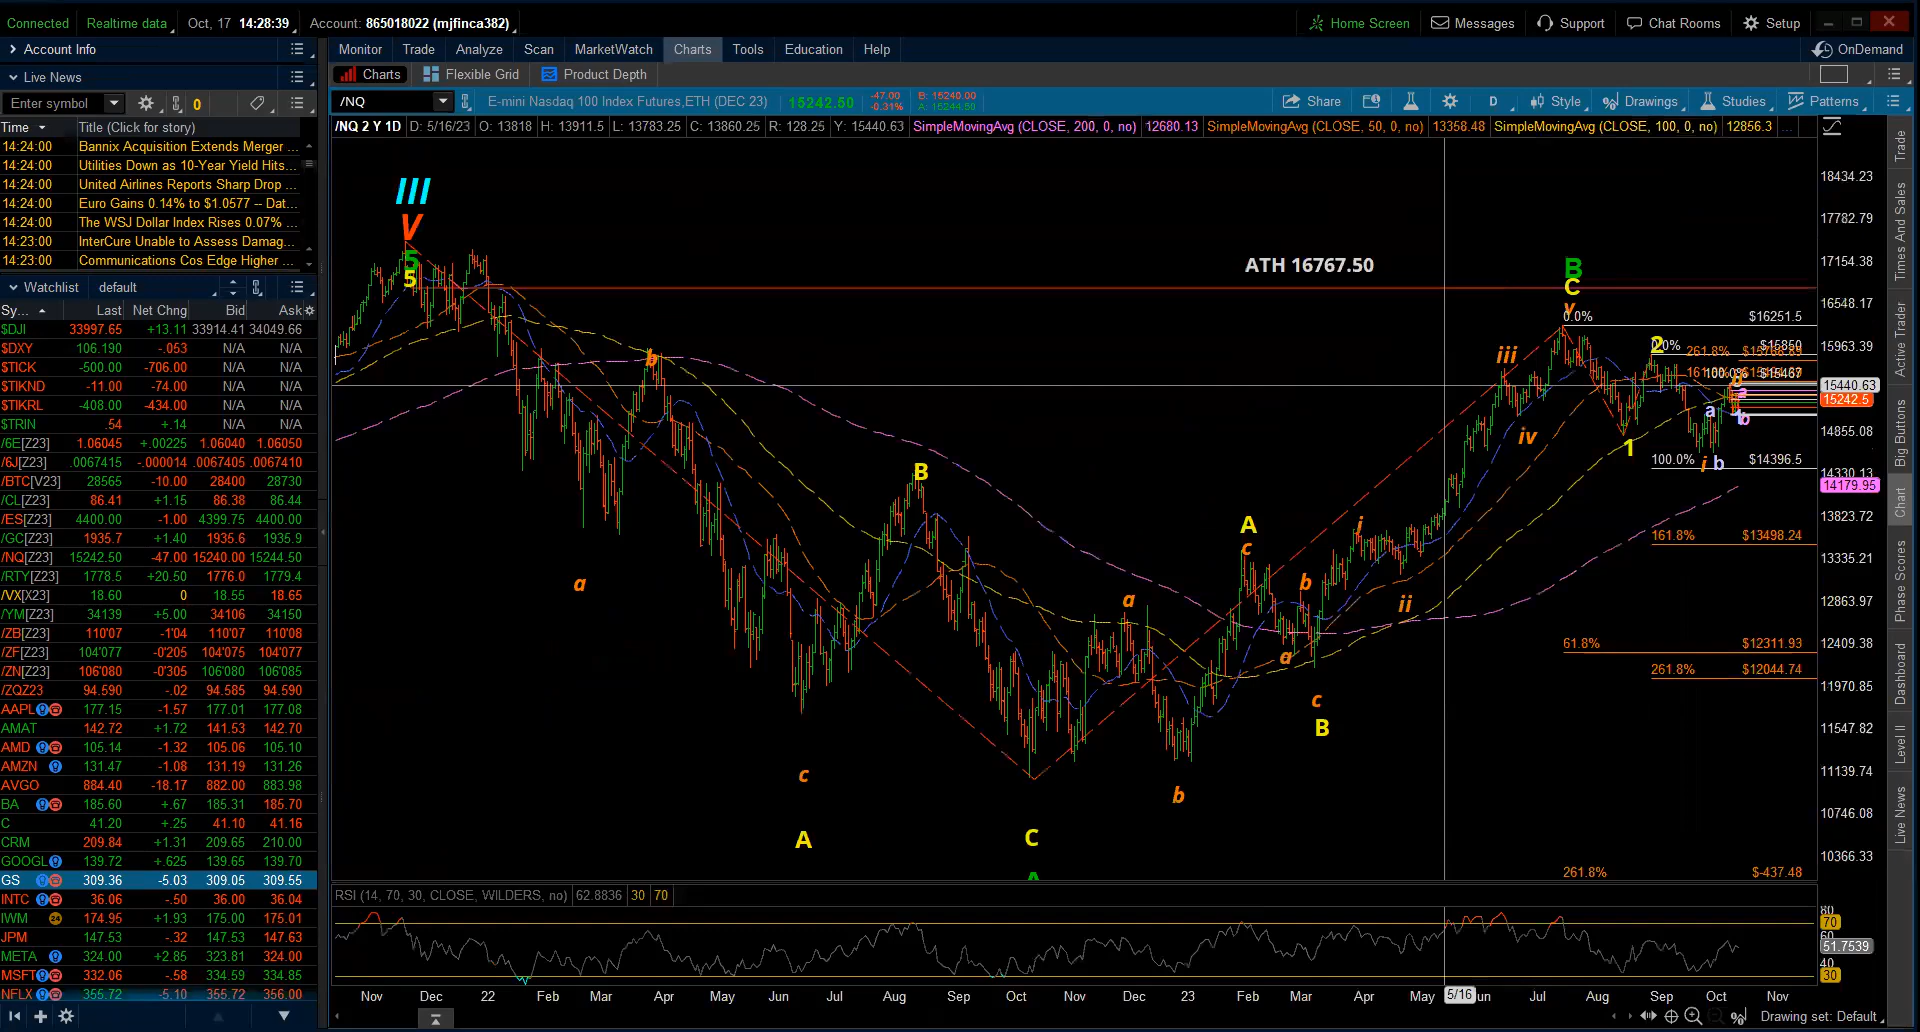 Connected Realtime data Oct, 17 14:28:39 Account: 865018022 (mjfinca382) Home Screen Messages Support Chat Rooms Setup
Account Info
Monitor Trade Analyze Scan MarketWatch Charts Tools Education Help OnDemand
Live News
Charts Flexible Grid Product Depth
Enter symbol 0
/NQ E-mini Nasdaq 100 Index Futures,ETH (DEC 23) 15242.50 -47.00 -0.31% B: 15240.00 A: 15244.50 Share D Style Drawings Studies Patterns
Time Title (Click for story)
14:24:00 Bannix Acquisition Extends Merger ...
14:24:00 Utilities Down as 10-Year Yield Hits...
14:24:00 United Airlines Reports Sharp Drop ...
14:24:00 Euro Gains 0.14% to $1.0577 -- Dat...
14:24:00 The WSJ Dollar Index Rises 0.07% ...
14:23:00 InterCure Unable to Assess Damag...
14:23:00 Communications Cos Edge Higher ...
Watchlist default
Sy... Last Net Chng Bid Ask
$DJI 33997.65 +13.11 33914.41 34049.66
$DXY 106.190 -.053 N/A N/A
$TICK -500.00 -706.00 N/A N/A
$TIKND -11.00 -74.00 N/A N/A
$TIKRL -408.00 -434.00 N/A N/A
$TRIN .54 +.14 N/A N/A
/6E[Z23] 1.06045 +.00225 1.06040 1.06050
/6J[Z23] .0067415 -.000014 .0067405 .0067410
/BTC[V23] 28565 -10.00 28400 28730
/CL[Z23] 86.41 +1.15 86.38 86.44
/ES[Z23] 4400.00 -1.00 4399.75 4400.00
/GC[Z23] 1935.7 +1.40 1935.6 1935.9
/NQ[Z23] 15242.50 -47.00 15240.00 15244.50
/RTY[Z23] 1778.5 +20.50 1776.0 1779.4
/VX[X23] 18.60 0 18.55 18.65
/YM[Z23] 34139 +5.00 34106 34150
/ZB[Z23] 110'07 -1'04 110'07 110'08
/ZF[Z23] 104'077 -0'205 104'075 104'077
/ZN[Z23] 106'080 -0'305 106'080 106'085
/ZQZ23 94.590 -.02 94.585 94.590
AAPL 177.15 -1.57 177.01 177.08
AMAT 142.72 +1.72 141.53 142.70
AMD 105.14 -1.32 105.06 105.10
AMZN 131.47 -1.08 131.19 131.26
AVGO 884.40 -18.17 882.00 883.98
BA 185.60 +.67 185.31 185.70
C 41.20 +.25 41.10 41.16
CRM 209.84 +1.31 209.65 210.00
GOOGL 139.72 +.625 139.65 139.70
GS 309.36 -5.03 309.05 309.55
INTC 36.06 -.50 36.00 36.04
IWM 24 174.95 +1.93 175.00 175.01
JPM 147.53 -.32 147.53 147.63
META 324.00 +2.85 323.81 324.00
MSFT 332.06 -.58 334.59 334.85
NFLX 355.72 -5.10 355.72 356.00
/NQ 2 Y 1D D: 5/16/23 O: 13818 H: 13911.5 L: 13783.25 C: 13860.25 R: 128.25 Y: 15440.63 SimpleMovingAvg (CLOSE, 200, 0, no) 12680.13 SimpleMovingAvg (CLOSE, 50, 0, no) 13358.48 SimpleMovingAvg (CLOSE, 100, 0, no) 12856.3 ...
III
V
5
5
ATH 16767.50
B
C
v
0.0% $16251.5
2
0.0% $15850
261.8%
161.8%
100.0% $15467
iii
b
b
a
a
b
iv
1
100.0% $14396.5
i b
B
A
c
i
161.8% $13498.24
a
a
b
ii
61.8% $12311.93
a
261.8% $12044.74
c
B
c
b
A
C
A
261.8% $-437.48
18434.23
17782.79
17154.38
16548.17
15963.39
15440.63
15242.5
14855.08
14330.13
14179.95
13823.72
13335.21
12863.97
12409.38
11970.85
11547.82
11139.74
10746.08
10366.33
RSI (14, 70, 30, CLOSE, WILDERS, no) 62.8836 30 70
80
70
60
51.7539
40
30
Nov Dec 22 Feb Mar Apr May Jun Jul Aug Sep Oct Nov Dec 23 Feb Mar Apr May 5/16 un Jul Aug Sep Oct Nov
Drawing set: Default
Trade
Times And Sales
Active Trader
Big Buttons
Chart
Phase Scores
Dashboard
Level II
Live News